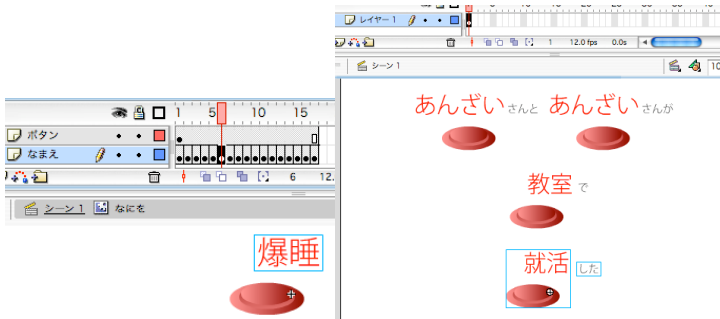 1 5 10 15
ボタン
なまえ
6 12.
シーン 1 なにを
爆睡
レイヤー 1
1 12.0 fps 0.0s
シーン 1
10
あんざい さんと あんざい さんが
教室 で
就活 した